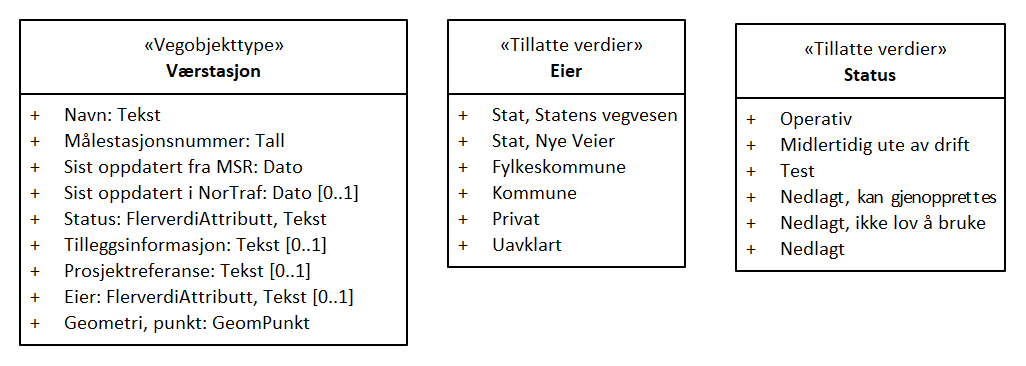 «Vegobjekttype»
Værstasjon
+ Navn: Tekst
+ Målestasjonsnummer: Tall
+ Sist oppdatert fra MSR: Dato
+ Sist oppdatert i NorTraf: Dato [0..1]
+ Status: FlerverdiAttributt, Tekst
+ Tilleggsinformasjon: Tekst [0..1]
+ Prosjektreferanse: Tekst [0..1]
+ Eier: FlerverdiAttributt, Tekst [0..1]
+ Geometri, punkt: GeomPunkt
«Tillatte verdier»
Eier
+ Stat, Statens vegvesen
+ Stat, Nye Veier
+ Fylkeskommune
+ Kommune
+ Privat
+ Uavklart
«Tillatte verdier»
Status
+ Operativ
+ Midlertidig ute av drift
+ Test
+ Nedlagt, kan gjenopprettes
+ Nedlagt, ikke lov å bruke
+ Nedlagt